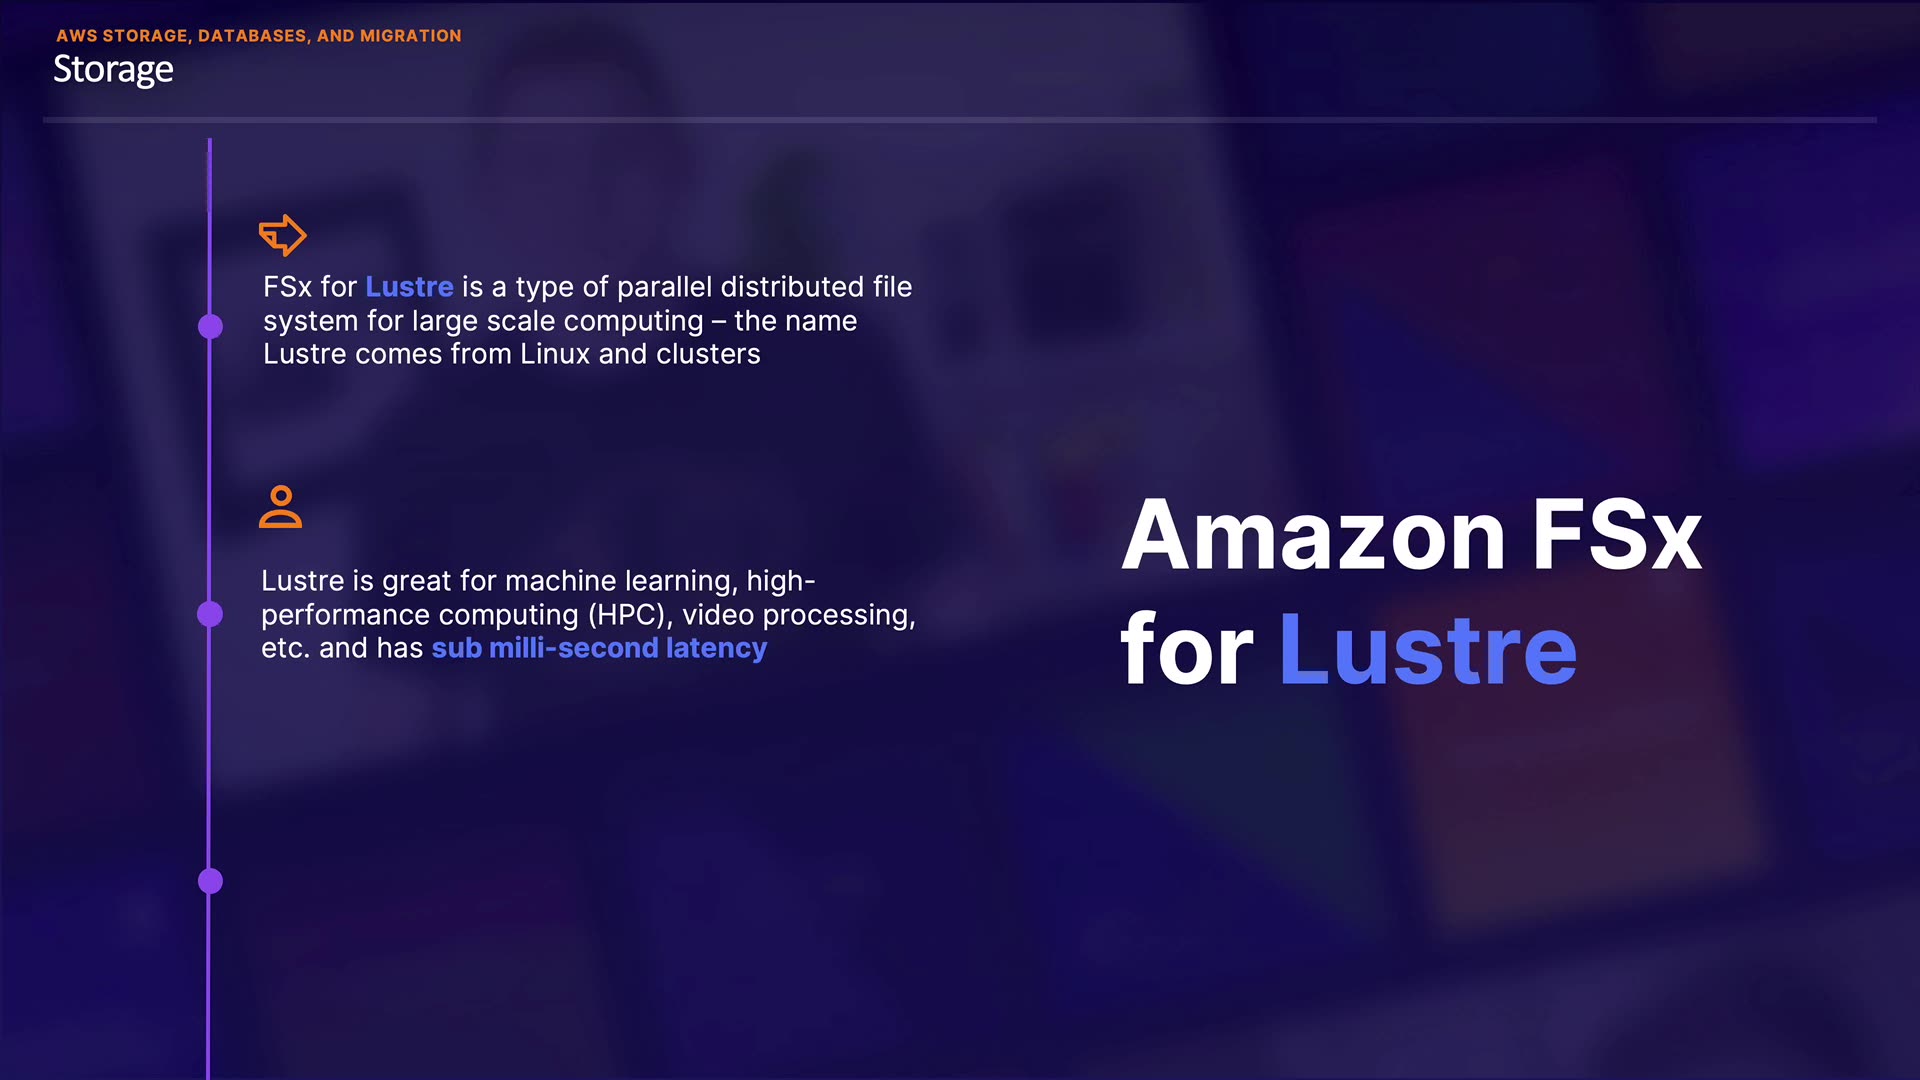 AWS STORAGE, DATABASES, AND MIGRATION
Storage
FSx for Lustre is a type of parallel distributed file
system for large scale computing – the name
Lustre comes from Linux and clusters
Lustre is great for machine learning, high-
performance computing (HPC), video processing,
etc. and has sub milli-second latency
Amazon FSx
for Lustre